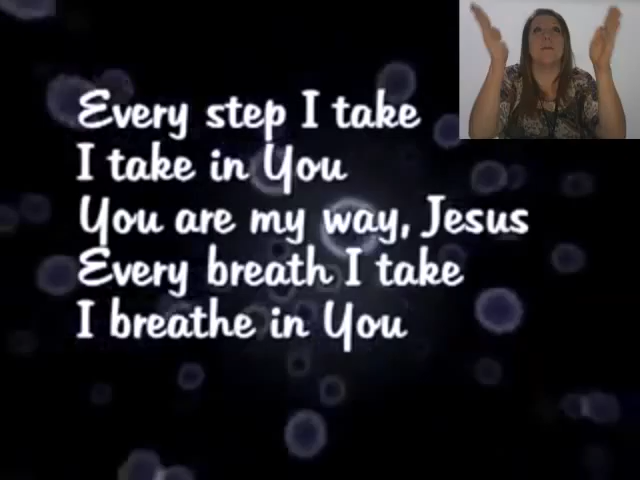 Every step I take
I take in You
You are my way, Jesus
Every breath I take
I breathe in You